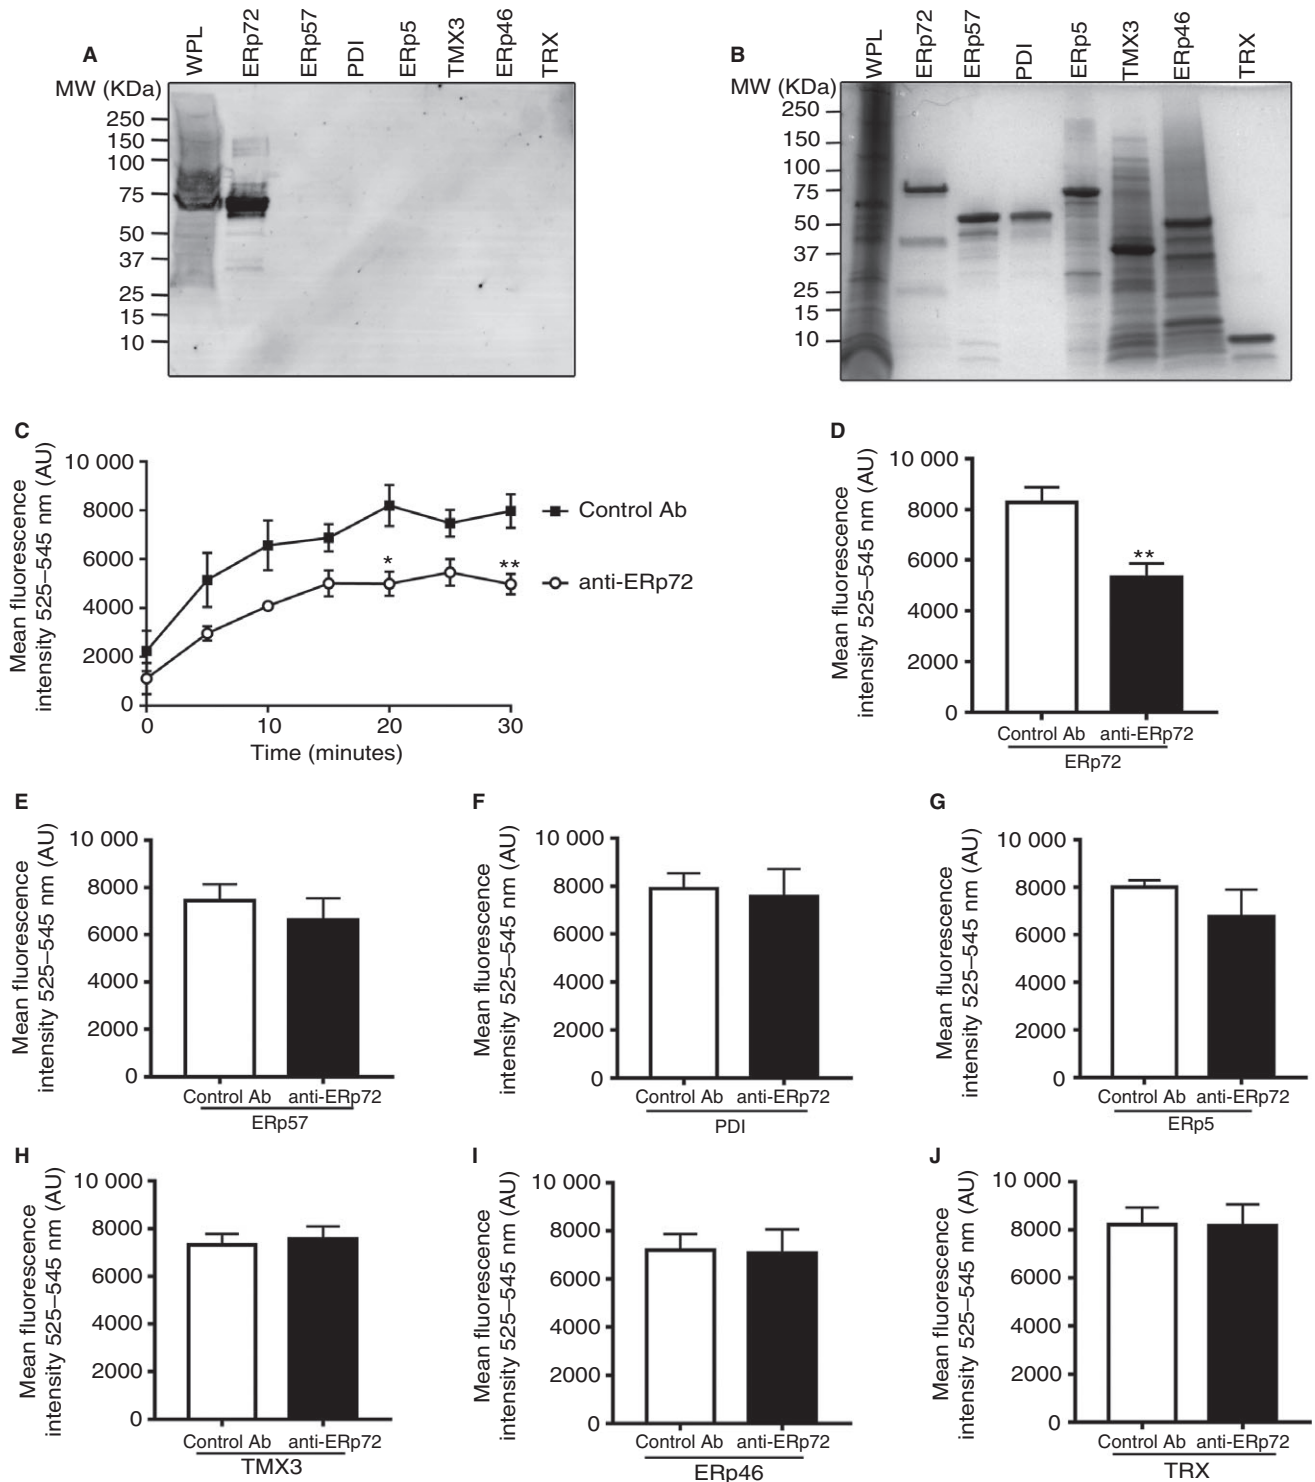 A
WPL
ERp72
ERp57
PDI
ERp5
TMX3
ERp46
TRX
MW (KDa)
250
150
100
75
50
37
25
15
10
B
WPL
ERp72
ERp57
PDI
ERp5
TMX3
ERp46
TRX
MW (KDa)
250
150
100
75
50
37
25
15
10
C
Mean fluorescence
intensity 525–545 nm (AU)
10 000
8000
6000
4000
2000
0
0 10 20 30
Time (minutes)
*
**
Control Ab
anti-ERp72
D
Mean fluorescence
intensity 525–545 nm (AU)
10 000
8000
6000
4000
2000
0
**
Control Ab anti-ERp72
ERp72
E
Mean fluorescence
intensity 525–545 nm (AU)
10 000
8000
6000
4000
2000
0
Control Ab anti-ERp72
ERp57
F
Mean fluorescence
intensity 525–545 nm (AU)
10 000
8000
6000
4000
2000
0
Control Ab anti-ERp72
PDI
G
Mean fluorescence
intensity 525–545 nm (AU)
10 000
8000
6000
4000
2000
0
Control Ab anti-ERp72
ERp5
H
Mean fluorescence
intensity 525–545 nm (AU)
10 000
8000
6000
4000
2000
0
Control Ab anti-ERp72
TMX3
I
Mean fluorescence
intensity 525–545 nm (AU)
10 000
8000
6000
4000
2000
0
Control Ab anti-ERp72
ERp46
J
Mean fluorescence
intensity 525–545 nm (AU)
10 000
8000
6000
4000
2000
0
Control Ab anti-ERp72
TRX